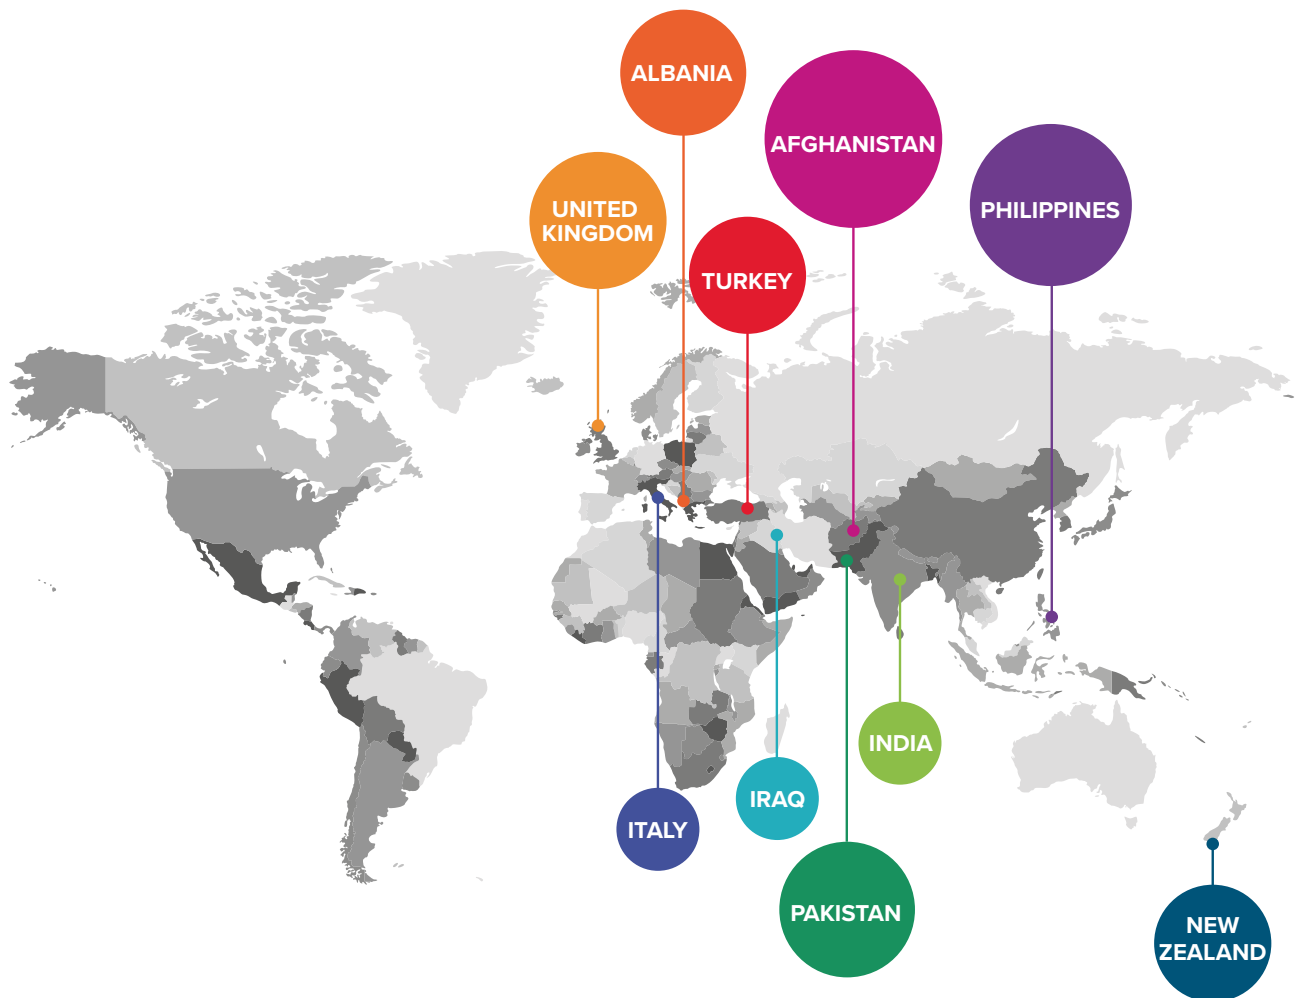 ALBANIA
AFGHANISTAN
UNITED
KINGDOM
PHILIPPINES
TURKEY
INDIA
IRAQ
ITALY
PAKISTAN
NEW
ZEALAND